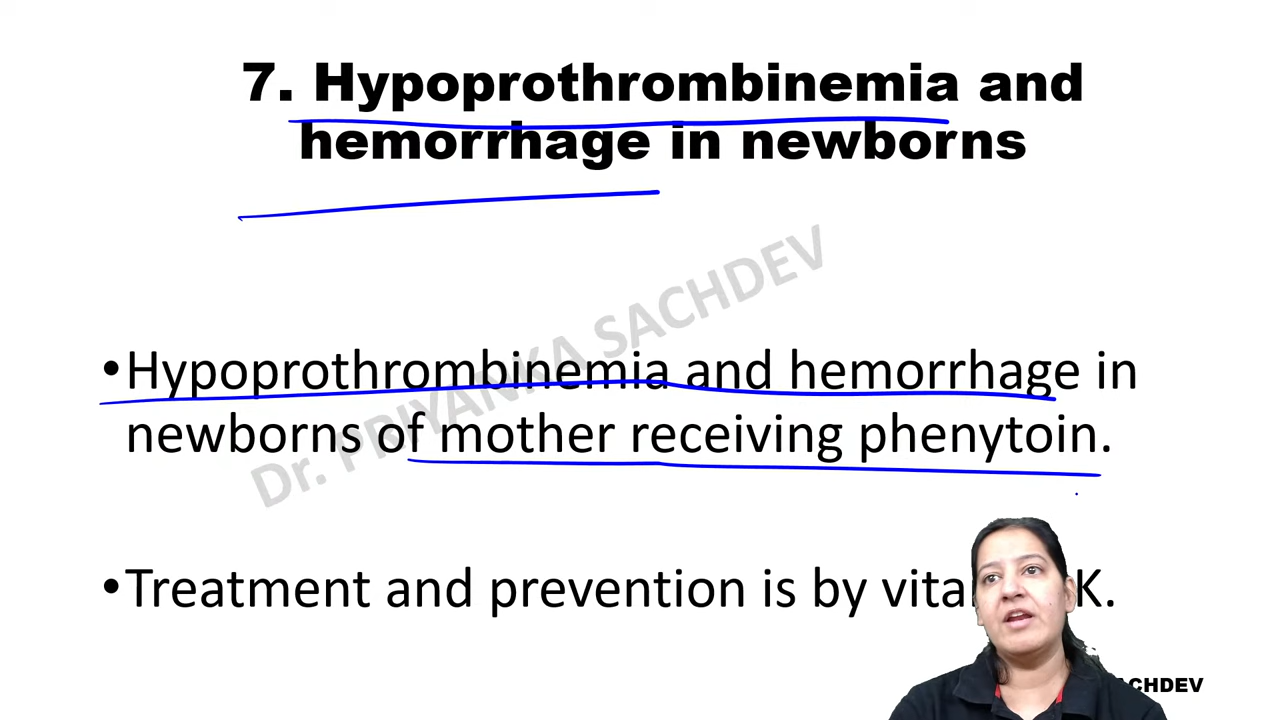 7. Hypoprothrombinemia and
hemorrhage in newborns
Dr. PRIYANKA SACHDEV
•Hypoprothrombinemia and hemorrhage in
newborns of mother receiving phenytoin.
•Treatment and prevention is by K.